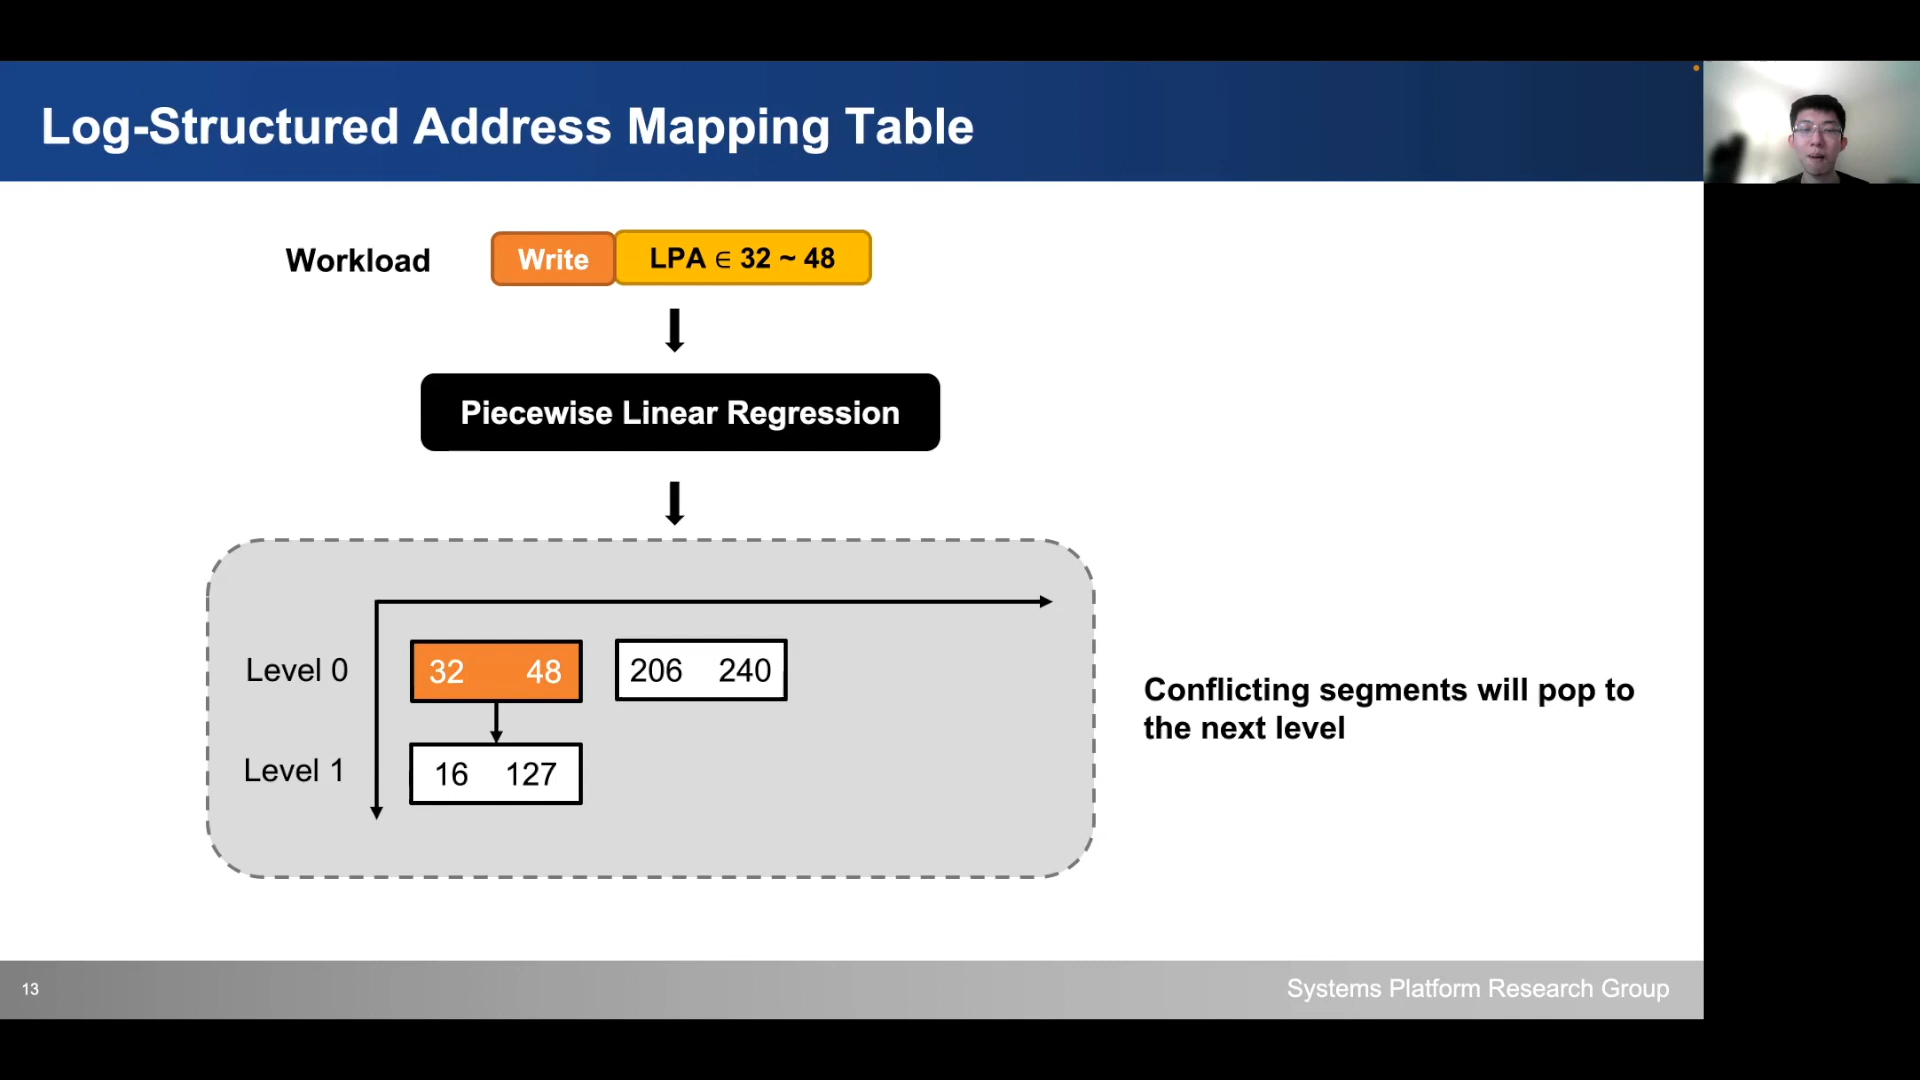 Log-Structured Address Mapping Table
Workload
Write
LPA ∈ 32 ~ 48
Piecewise Linear Regression
Level 0
32 48
206 240
Level 1
16 127
Conflicting segments will pop to
the next level
13
Systems Platform Research Group